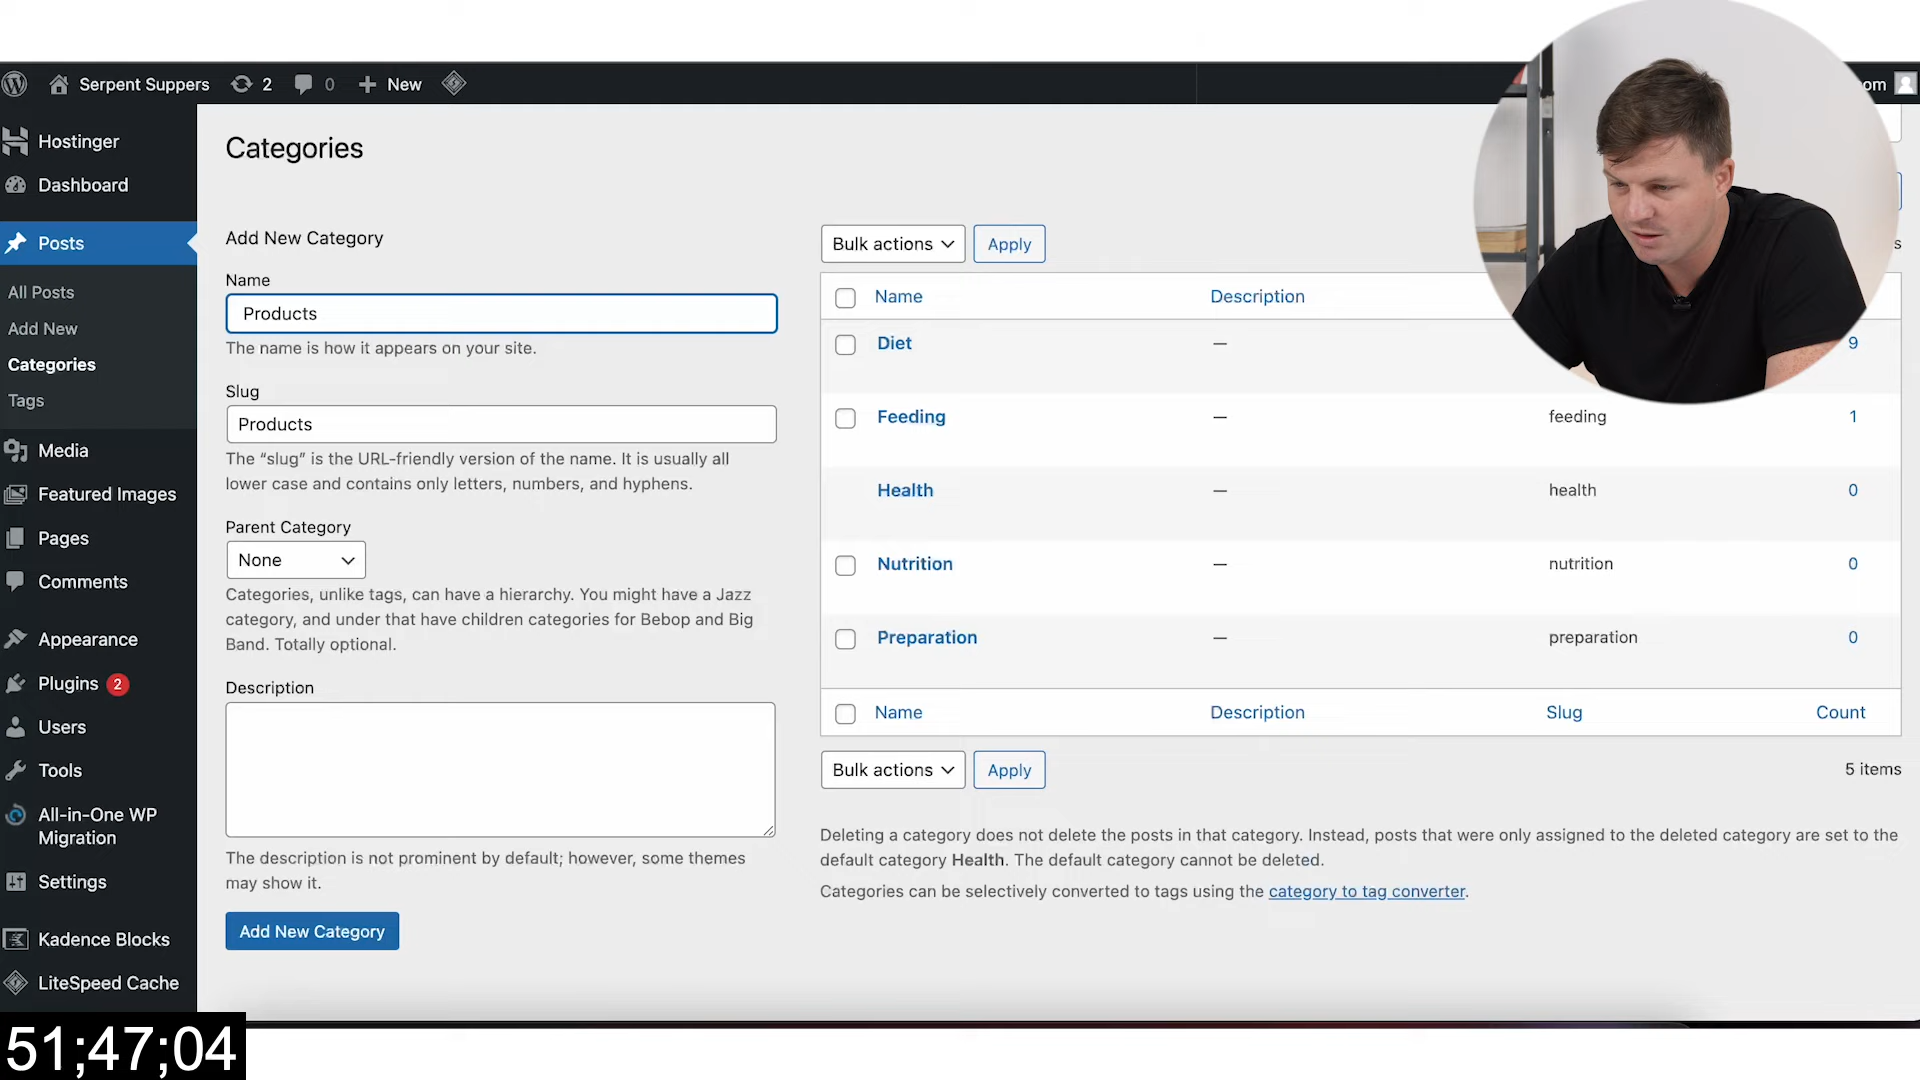 Serpent Suppers 2 0 New om
Hostinger
Dashboard
Posts
All Posts
Add New
Categories
Tags
Media
Featured Images
Pages
Comments
Appearance
Plugins 2
Users
Tools
All-in-One WP
Migration
Settings
Kadence Blocks
LiteSpeed Cache
Categories
Add New Category
Name
Products
The name is how it appears on your site.
Slug
Products
The “slug” is the URL-friendly version of the name. It is usually all
lower case and contains only letters, numbers, and hyphens.
Parent Category
None
Categories, unlike tags, can have a hierarchy. You might have a Jazz
category, and under that have children categories for Bebop and Big
Band. Totally optional.
Description
The description is not prominent by default; however, some themes
may show it.
Add New Category
Bulk actions Apply
s
Name Description
Diet — 9
Feeding — feeding 1
Health — health 0
Nutrition — nutrition 0
Preparation — preparation 0
Name Description Slug Count
Bulk actions Apply 5 items
Deleting a category does not delete the posts in that category. Instead, posts that were only assigned to the deleted category are set to the
default category Health. The default category cannot be deleted.
Categories can be selectively converted to tags using the category to tag converter.
51;47;04